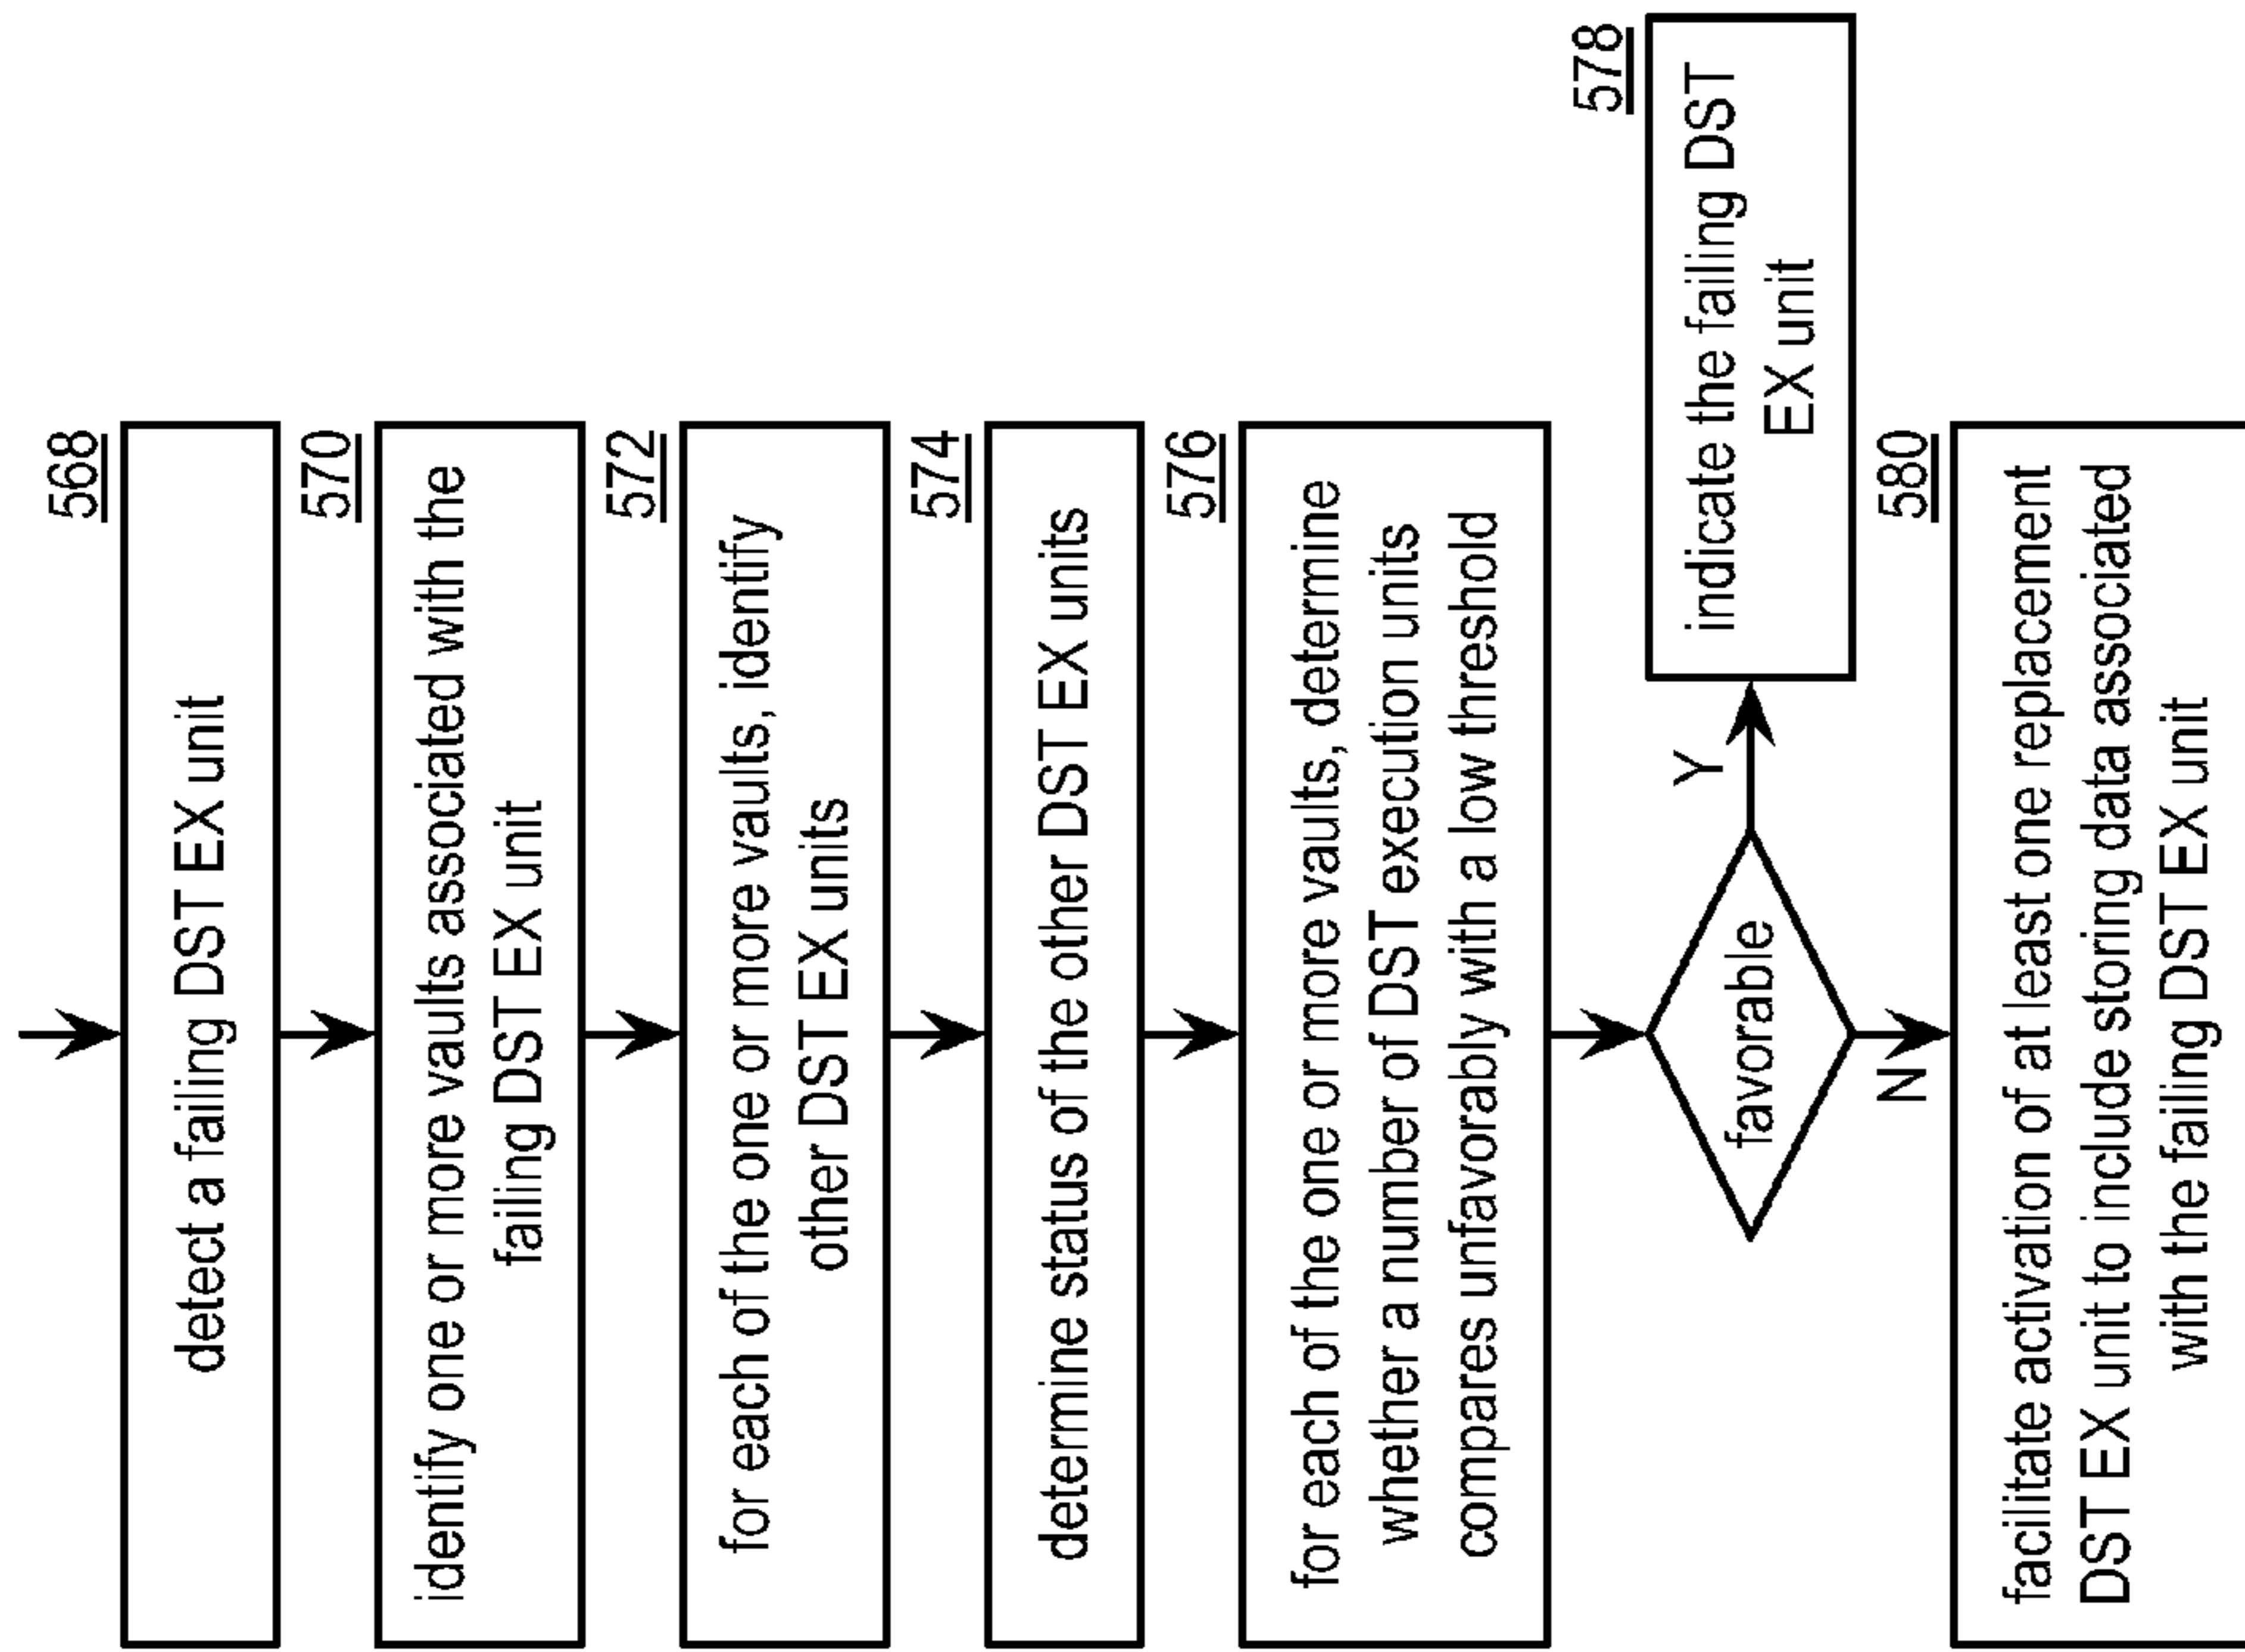 568
detect a failing DST EX unit
570
identify one or more vaults associated with the
failing DST EX unit
572
for each of the one or more vaults, identify
other DST EX units
574
determine status of the other DST EX units
576
for each of the one or more vaults, determine
whether a number of DST execution units
compares unfavorably with a low threshold
favorable
Y
578
indicate the failing DST
EX unit
N
580
facilitate activation of at least one replacement
DST EX unit to include storing data associated
with the failing DST EX unit